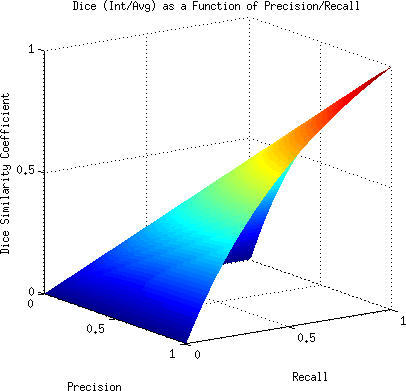 Dice (Int/Avg) as a Function of Precision/Recall
1
0.5
0
Dice Similarity Coefficient
0
0.5
1
Precision
0
0.5
1
Recall